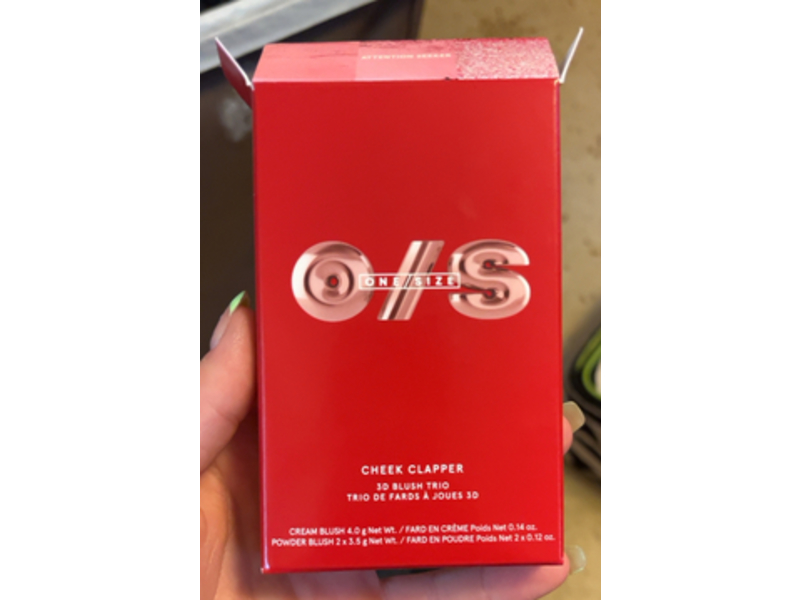 ATTENTION SEEKER
O/S
ONE/SIZE
CHEEK CLAPPER
3D BLUSH TRIO
TRIO DE FARDS À JOUES 3D
CREAM BLUSH 4.0 g Net Wt. / FARD EN CRÈME Poids Net 0.14 oz.
POWDER BLUSH 2 x 3.5 g Net Wt. / FARD EN POUDRE Poids Net 2 x 0.12 oz.